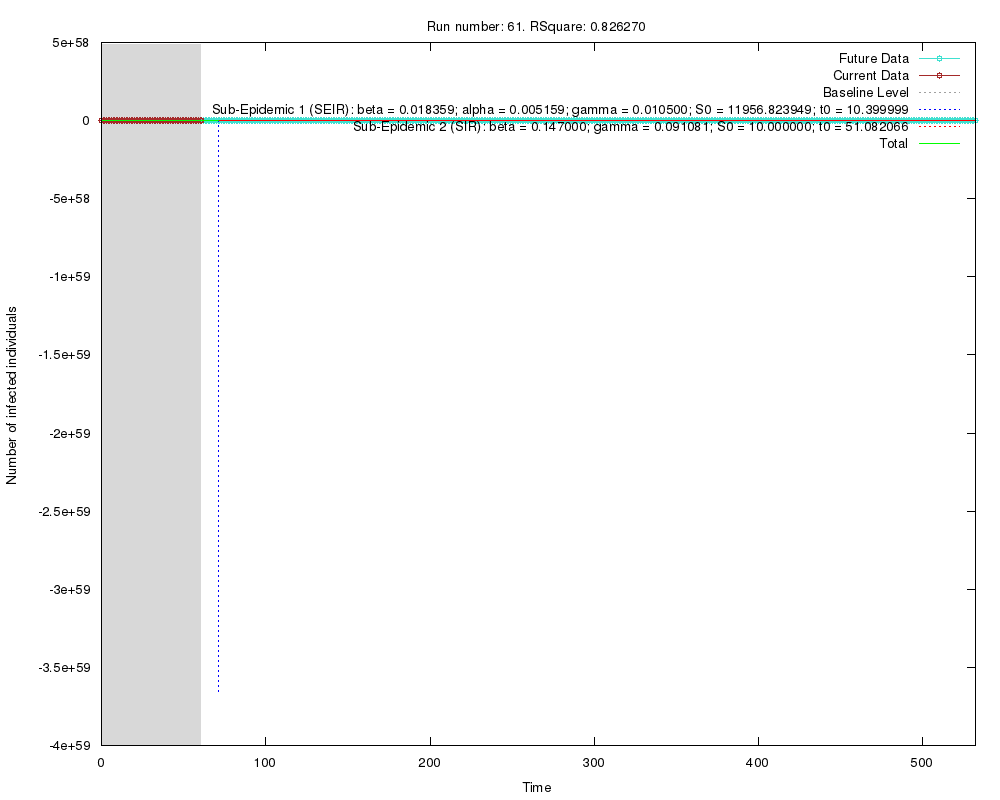 Run number: 61. RSquare: 0.826270
5e+58
0
-5e+58
-1e+59
-1.5e+59
-2e+59
-2.5e+59
-3e+59
-3.5e+59
-4e+59
Number of infected individuals
Future Data
Current Data
Baseline Level
Sub-Epidemic 1 (SEIR): beta = 0.018359; alpha = 0.005159; gamma = 0.010500; S0 = 11956.823949; t0 = 10.399999
Sub-Epidemic 2 (SIR): beta = 0.147000; gamma = 0.091081; S0 = 10.000000; t0 = 51.082066
Total
0 100 200 300 400 500
Time